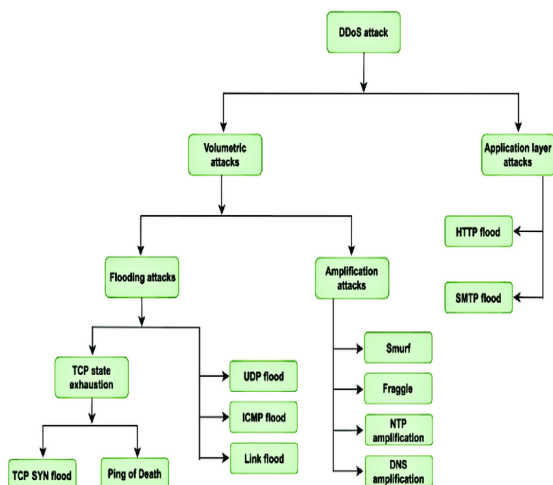 DDoS attack
Volumetric
attacks
Application layer
attacks
HTTP flood
SMTP flood
Flooding attacks
Amplification
attacks
TCP state
exhaustion
UDP flood
ICMP flood
Link flood
Smurf
Fraggle
NTP
amplification
DNS
amplification
TCP SYN flood
Ping of Death